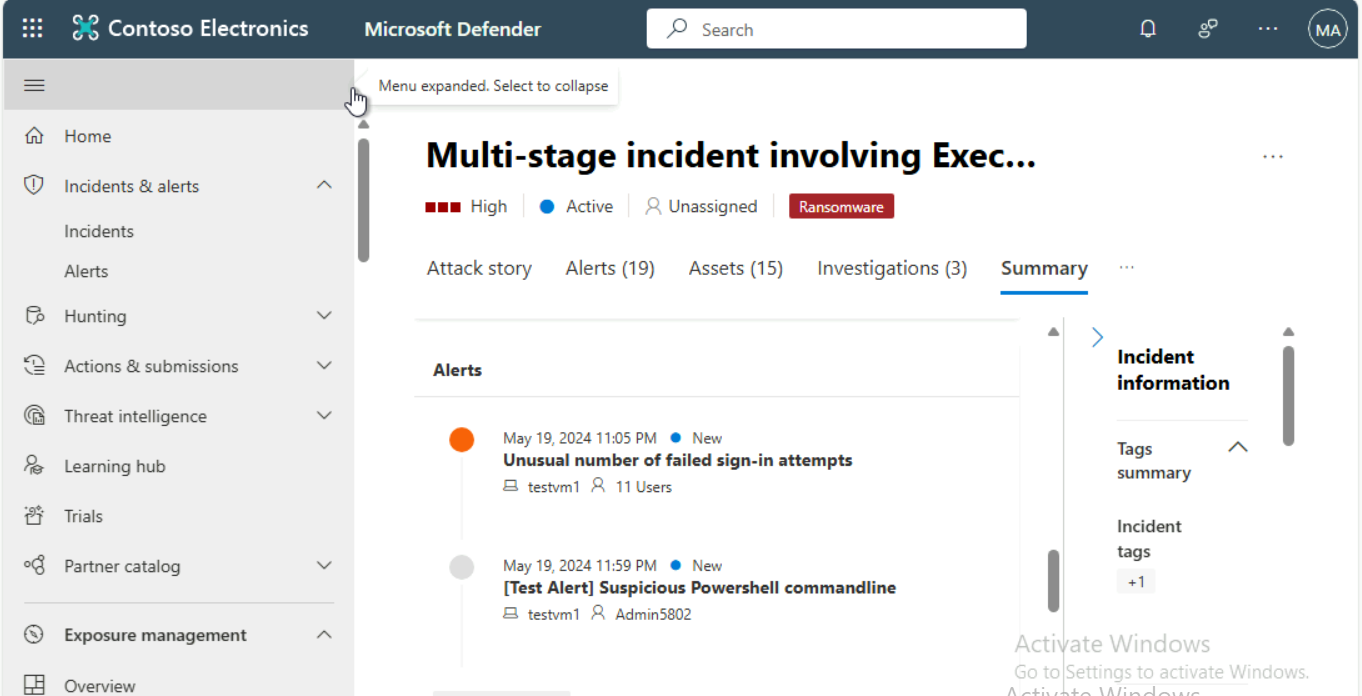 Contoso Electronics Microsoft Defender Search MA
Menu expanded. Select to collapse
Home
Incidents & alerts
Incidents
Alerts
Hunting
Actions & submissions
Threat intelligence
Learning hub
Trials
Partner catalog
Exposure management
Overview
Multi-stage incident involving Exec...
High Active Unassigned Ransomware
Attack story Alerts (19) Assets (15) Investigations (3) Summary
Alerts
May 19, 2024 11:05 PM New
Unusual number of failed sign-in attempts
testvm1 11 Users
May 19, 2024 11:59 PM New
[Test Alert] Suspicious Powershell commandline
testvm1 Admin5802
Incident
information
Tags
summary
Incident
tags
+1
Activate Windows
Go to Settings to activate Windows.
Activate Windows